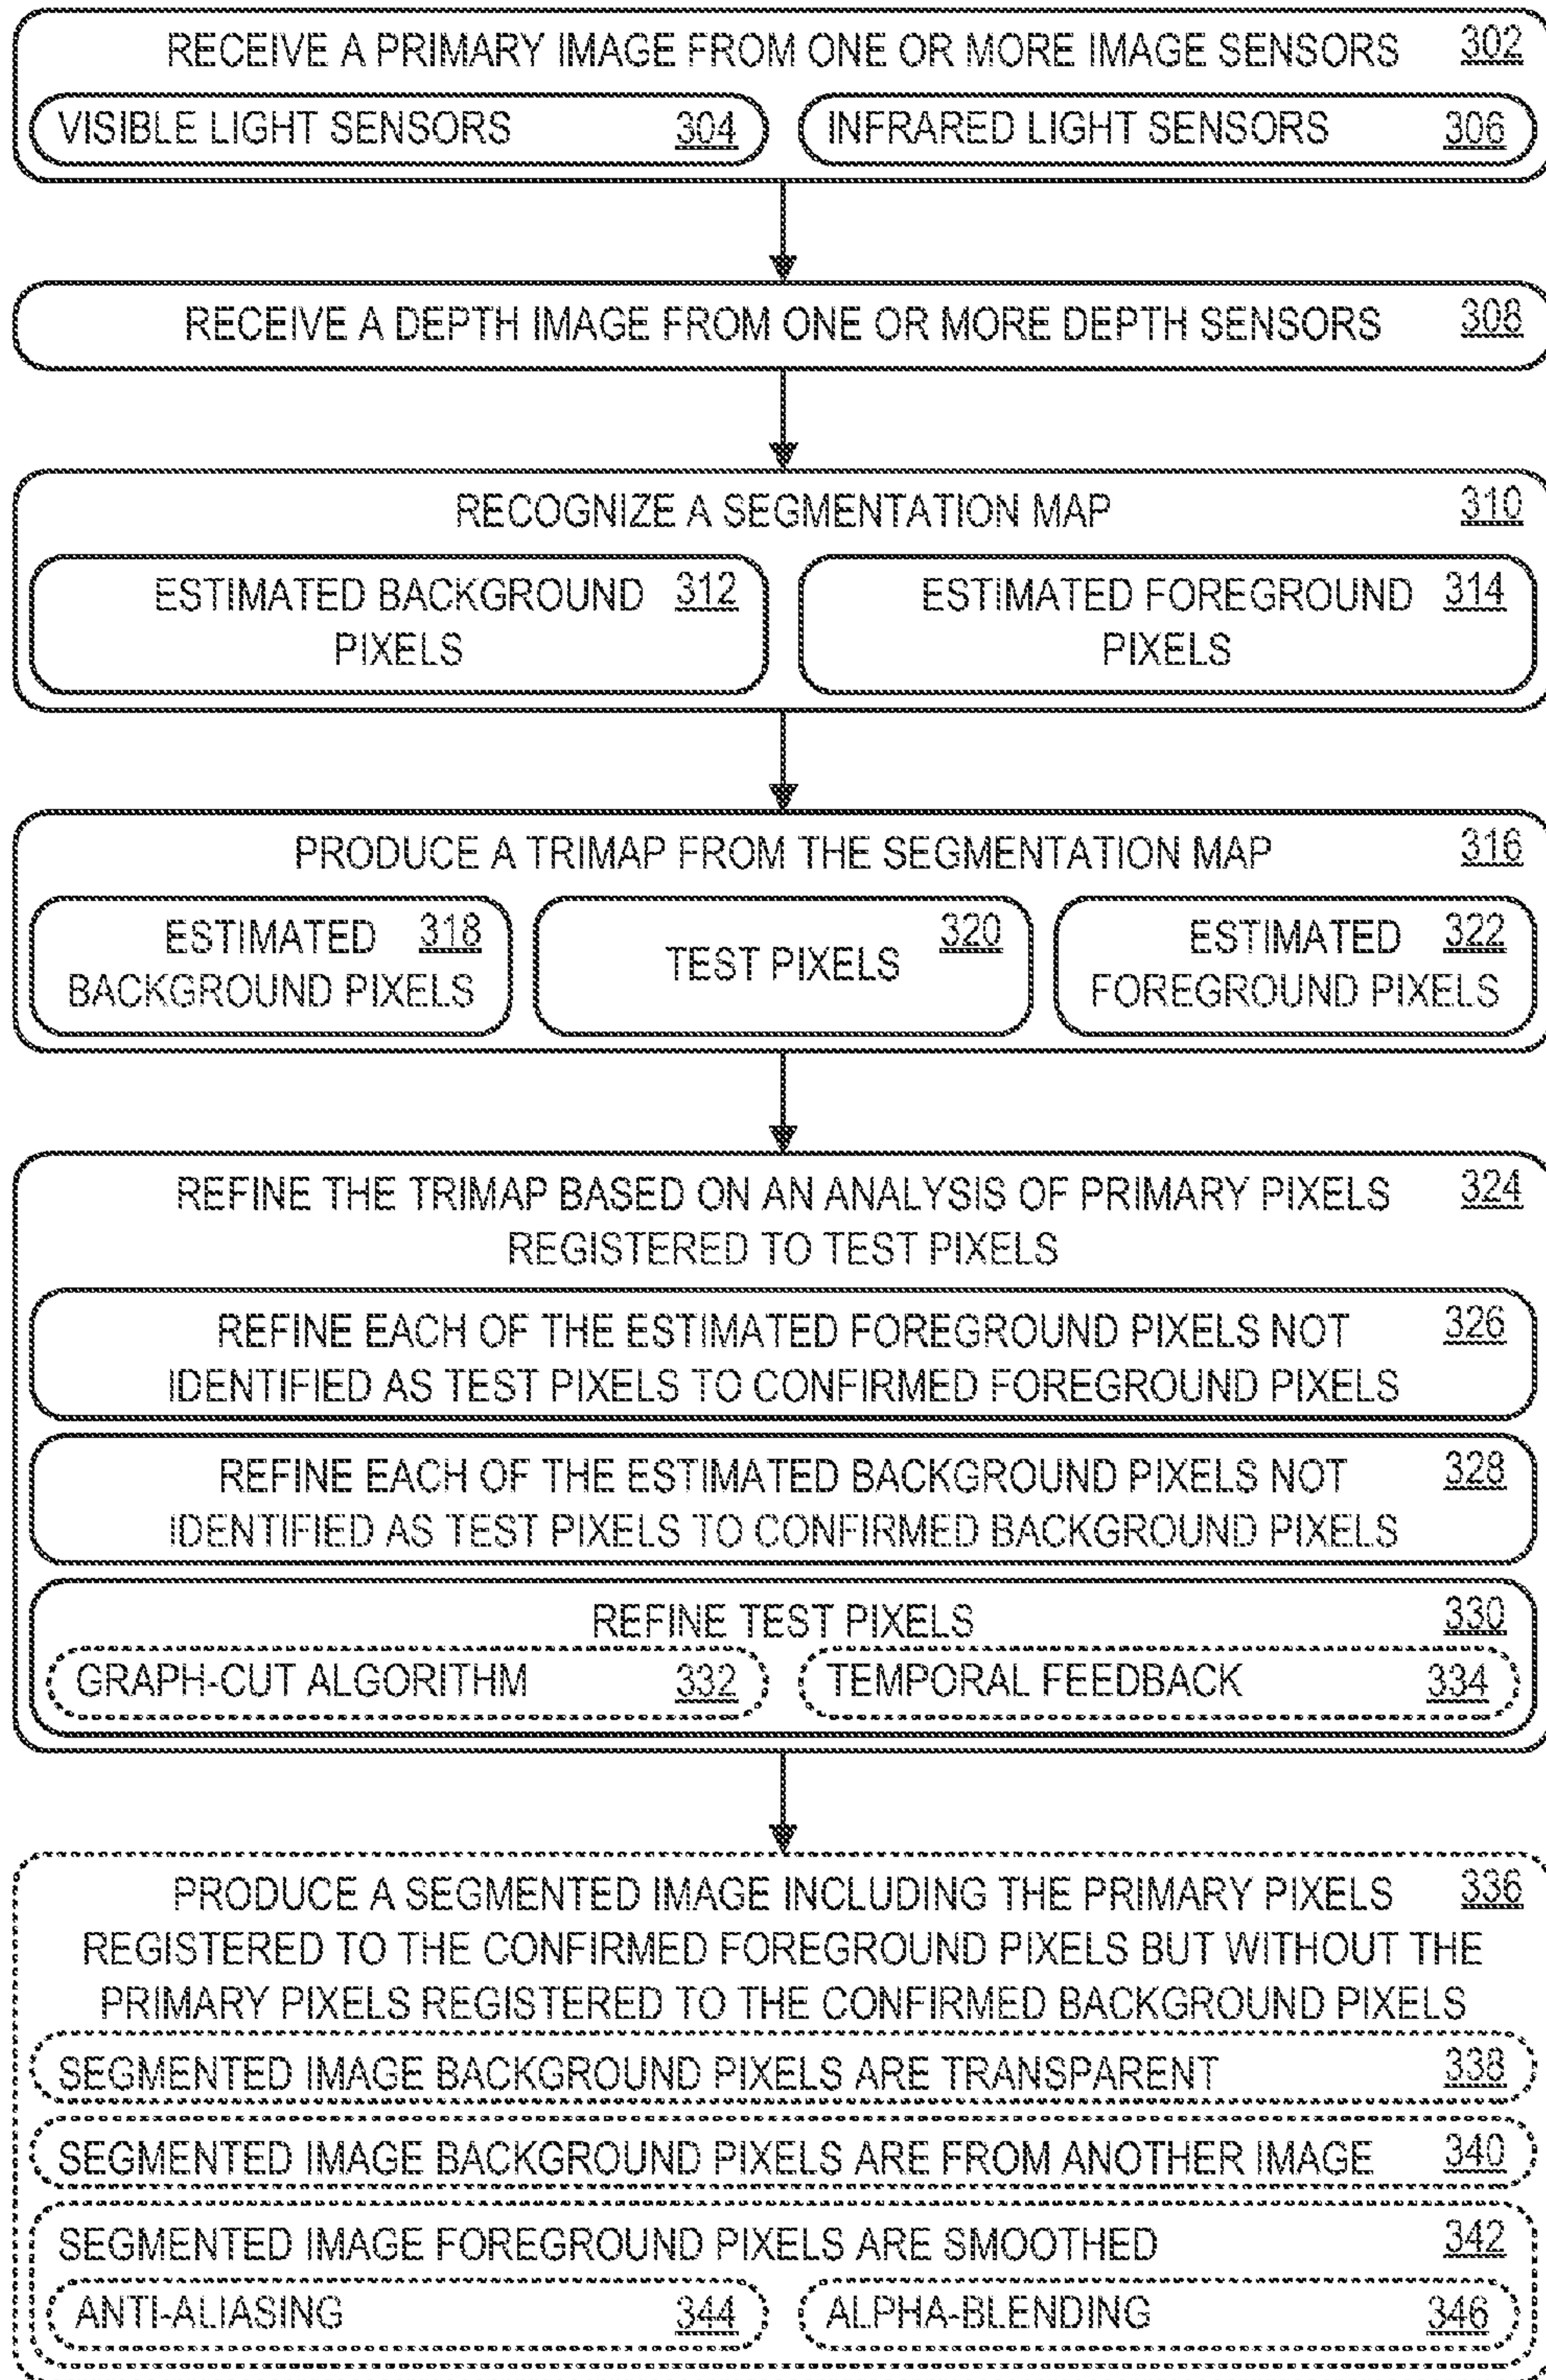 RECEIVE A PRIMARY IMAGE FROM ONE OR MORE IMAGE SENSORS 302
VISIBLE LIGHT SENSORS 304
INFRARED LIGHT SENSORS 306
RECEIVE A DEPTH IMAGE FROM ONE OR MORE DEPTH SENSORS 308
RECOGNIZE A SEGMENTATION MAP 310
ESTIMATED BACKGROUND 312
PIXELS
ESTIMATED FOREGROUND 314
PIXELS
PRODUCE A TRIMAP FROM THE SEGMENTATION MAP 316
ESTIMATED 318
BACKGROUND PIXELS
TEST PIXELS 320
ESTIMATED 322
FOREGROUND PIXELS
REFINE THE TRIMAP BASED ON AN ANALYSIS OF PRIMARY PIXELS 324
REGISTERED TO TEST PIXELS
REFINE EACH OF THE ESTIMATED FOREGROUND PIXELS NOT 326
IDENTIFIED AS TEST PIXELS TO CONFIRMED FOREGROUND PIXELS
REFINE EACH OF THE ESTIMATED BACKGROUND PIXELS NOT 328
IDENTIFIED AS TEST PIXELS TO CONFIRMED BACKGROUND PIXELS
REFINE TEST PIXELS 330
GRAPH-CUT ALGORITHM 332
TEMPORAL FEEDBACK 334
PRODUCE A SEGMENTED IMAGE INCLUDING THE PRIMARY PIXELS 336
REGISTERED TO THE CONFIRMED FOREGROUND PIXELS BUT WITHOUT THE
PRIMARY PIXELS REGISTERED TO THE CONFIRMED BACKGROUND PIXELS
SEGMENTED IMAGE BACKGROUND PIXELS ARE TRANSPARENT 338
SEGMENTED IMAGE BACKGROUND PIXELS ARE FROM ANOTHER IMAGE 340
SEGMENTED IMAGE FOREGROUND PIXELS ARE SMOOTHED 342
ANTI-ALIASING 344
ALPHA-BLENDING 346